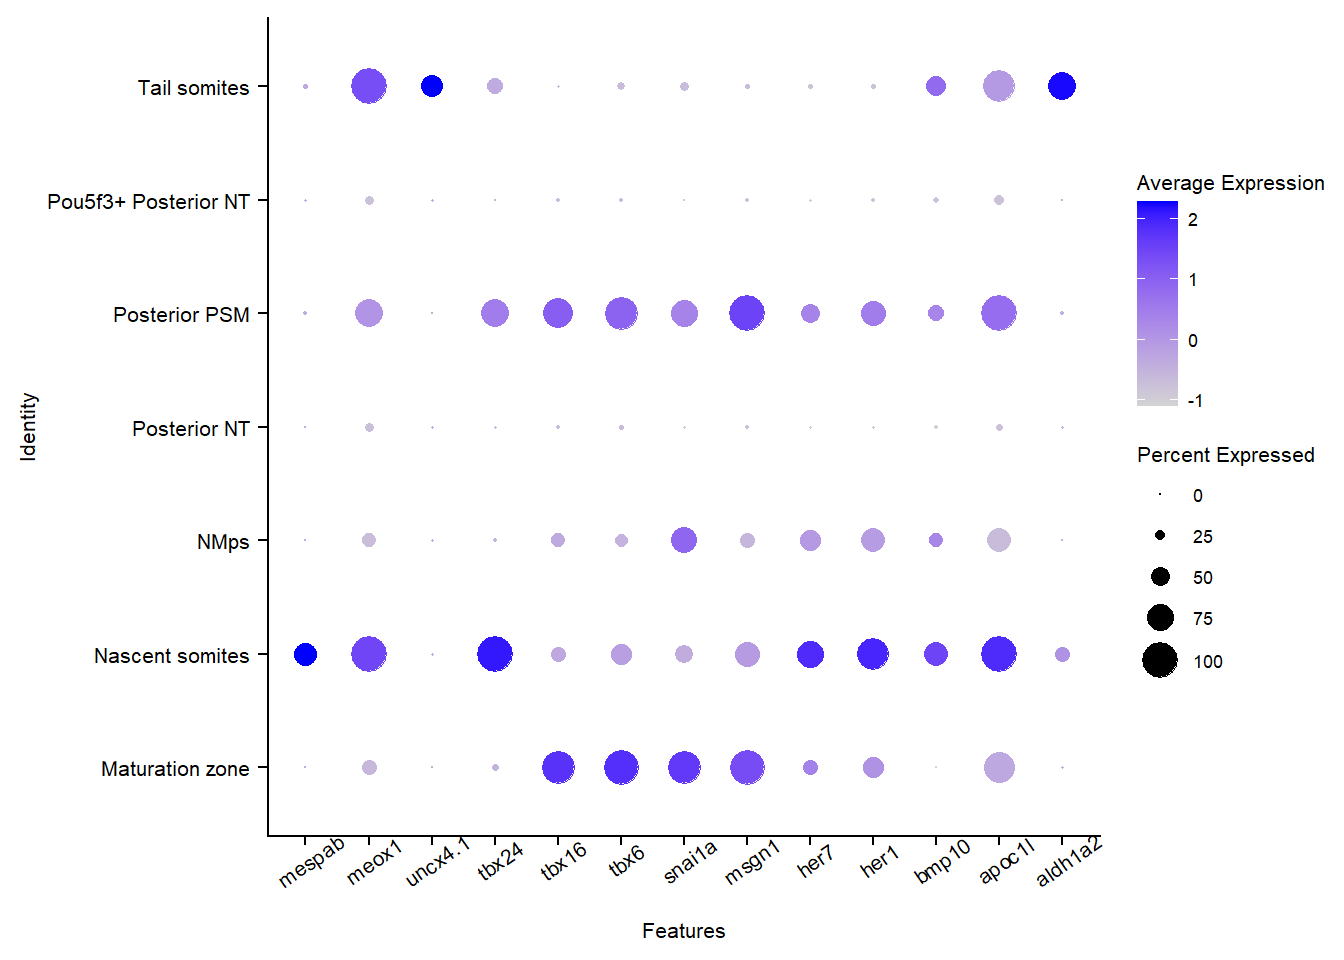 Tail somites
Pou5f3+ Posterior NT
Posterior PSM
Posterior NT
NMps
Nascent somites
Maturation zone
Identity
mespab
meox1
uncx4.1
tbx24
tbx16
tbx6
snai1a
msgn1
her7
her1
bmp10
apoc1l
aldh1a2
Features
Average Expression
2
1
0
-1
Percent Expressed
0
25
50
75
100